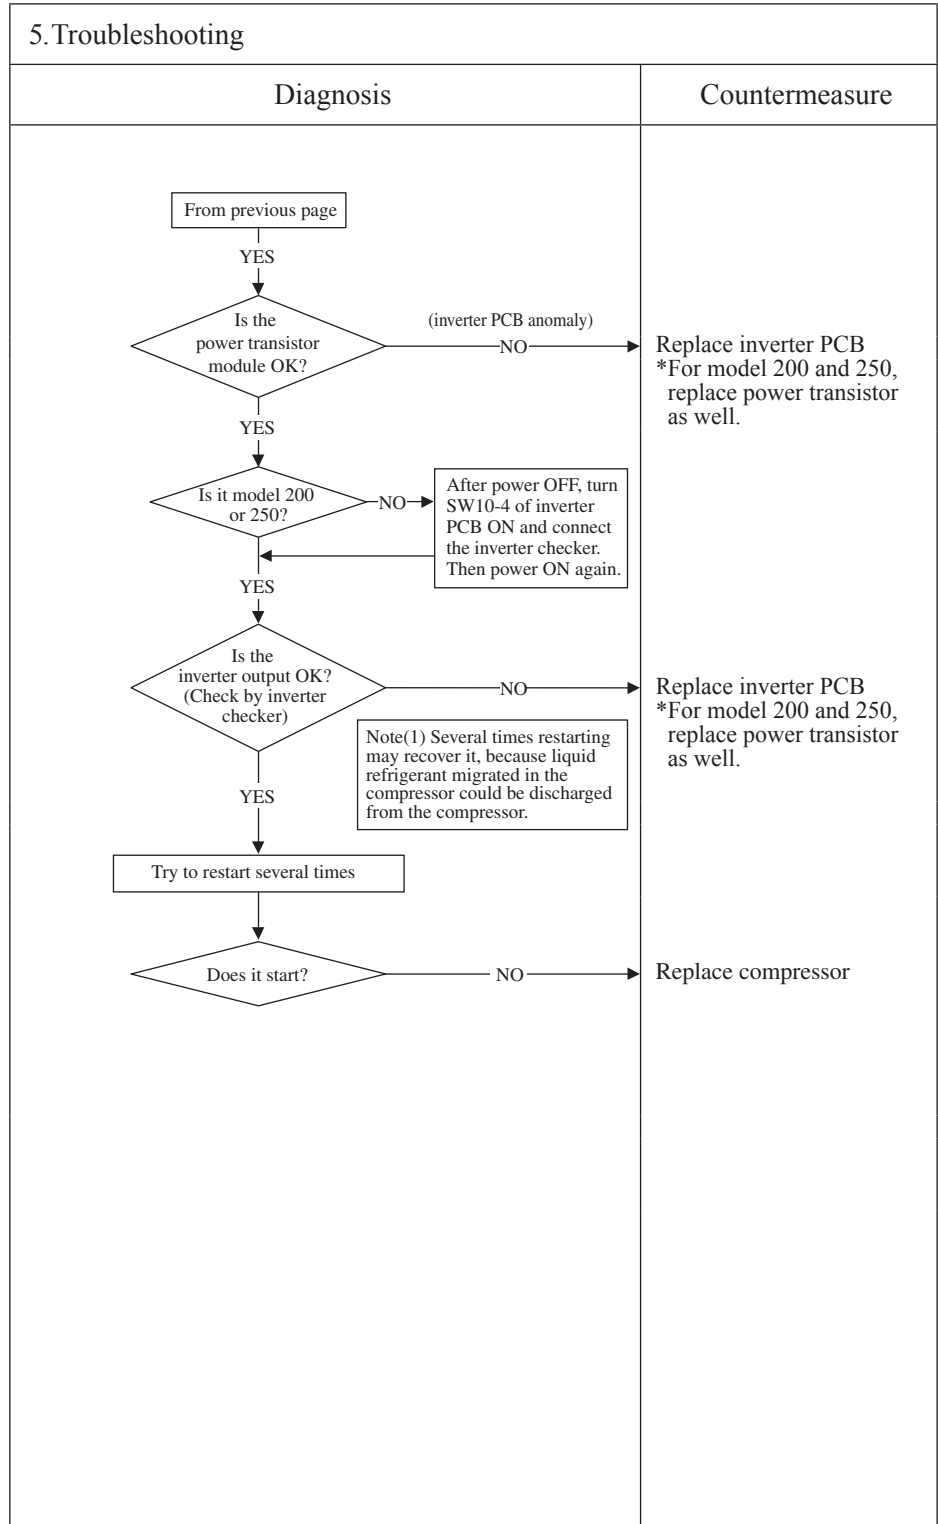 5.Troubleshooting
Diagnosis
Countermeasure
From previous page
YES
Is the
power transistor
module OK?
(inverter PCB anomaly)
NO
Replace inverter PCB
*For model 200 and 250,
replace power transistor
as well.
YES
Is it model 200
or 250?
NO
After power OFF, turn
SW10-4 of inverter
PCB ON and connect
the inverter checker.
Then power ON again.
YES
Is the
inverter output OK?
(Check by inverter
checker)
NO
Replace inverter PCB
*For model 200 and 250,
replace power transistor
as well.
Note(1) Several times restarting
may recover it, because liquid
refrigerant migrated in the
compressor could be discharged
from the compressor.
YES
Try to restart several times
Does it start?
NO
Replace compressor